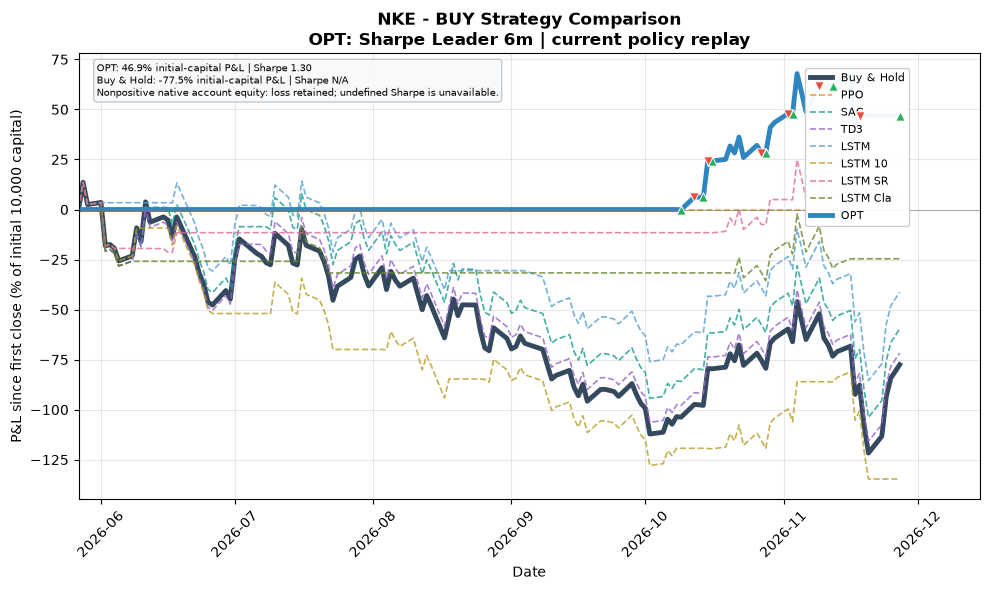 NKE - BUY Strategy Comparison
OPT: Sharpe Leader 6m | current policy replay
OPT: 46.9% initial-capital P&L | Sharpe 1.30
Buy & Hold: -77.5% initial-capital P&L | Sharpe N/A
Nonpositive native account equity: loss retained; undefined Sharpe is unavailable.
Buy & Hold
PPO
SAC
TD3
LSTM
LSTM 10
LSTM SR
LSTM Cla
OPT
P&L since first close (% of initial 10,000 capital)
75
50
25
0
−25
−50
−75
−100
−125
2026-06
2026-07
2026-08
2026-09
2026-10
2026-11
2026-12
Date